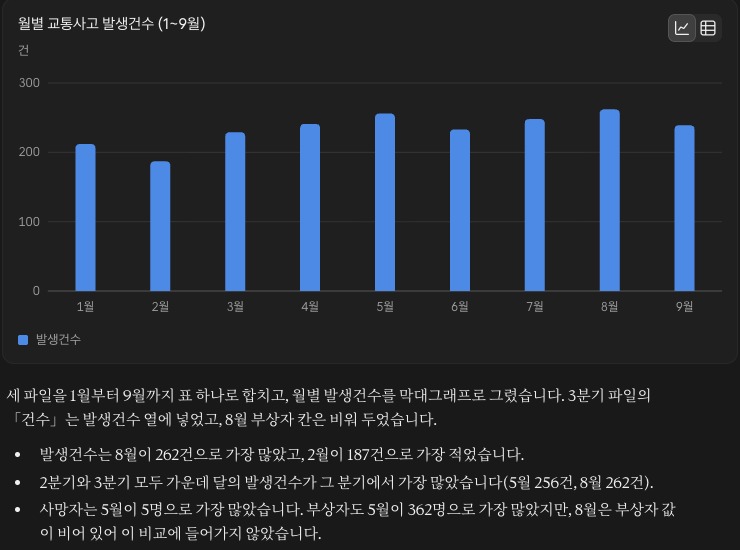 월별 교통사고 발생건수 (1~9월)
건
300
200
100
0
1월 2월 3월 4월 5월 6월 7월 8월 9월
발생건수
세 파일을 1월부터 9월까지 표 하나로 합치고, 월별 발생건수를 막대그래프로 그렸습니다. 3분기 파일의
「건수」는 발생건수 열에 넣었고, 8월 부상자 칸은 비워 두었습니다.
• 발생건수는 8월이 262건으로 가장 많았고, 2월이 187건으로 가장 적었습니다.
• 2분기와 3분기 모두 가운데 달의 발생건수가 그 분기에서 가장 많았습니다(5월 256건, 8월 262건).
• 사망자는 5월이 5명으로 가장 많았습니다. 부상자도 5월이 362명으로 가장 많았지만, 8월은 부상자 값
이 비어 있어 이 비교에 들어가지 않았습니다.